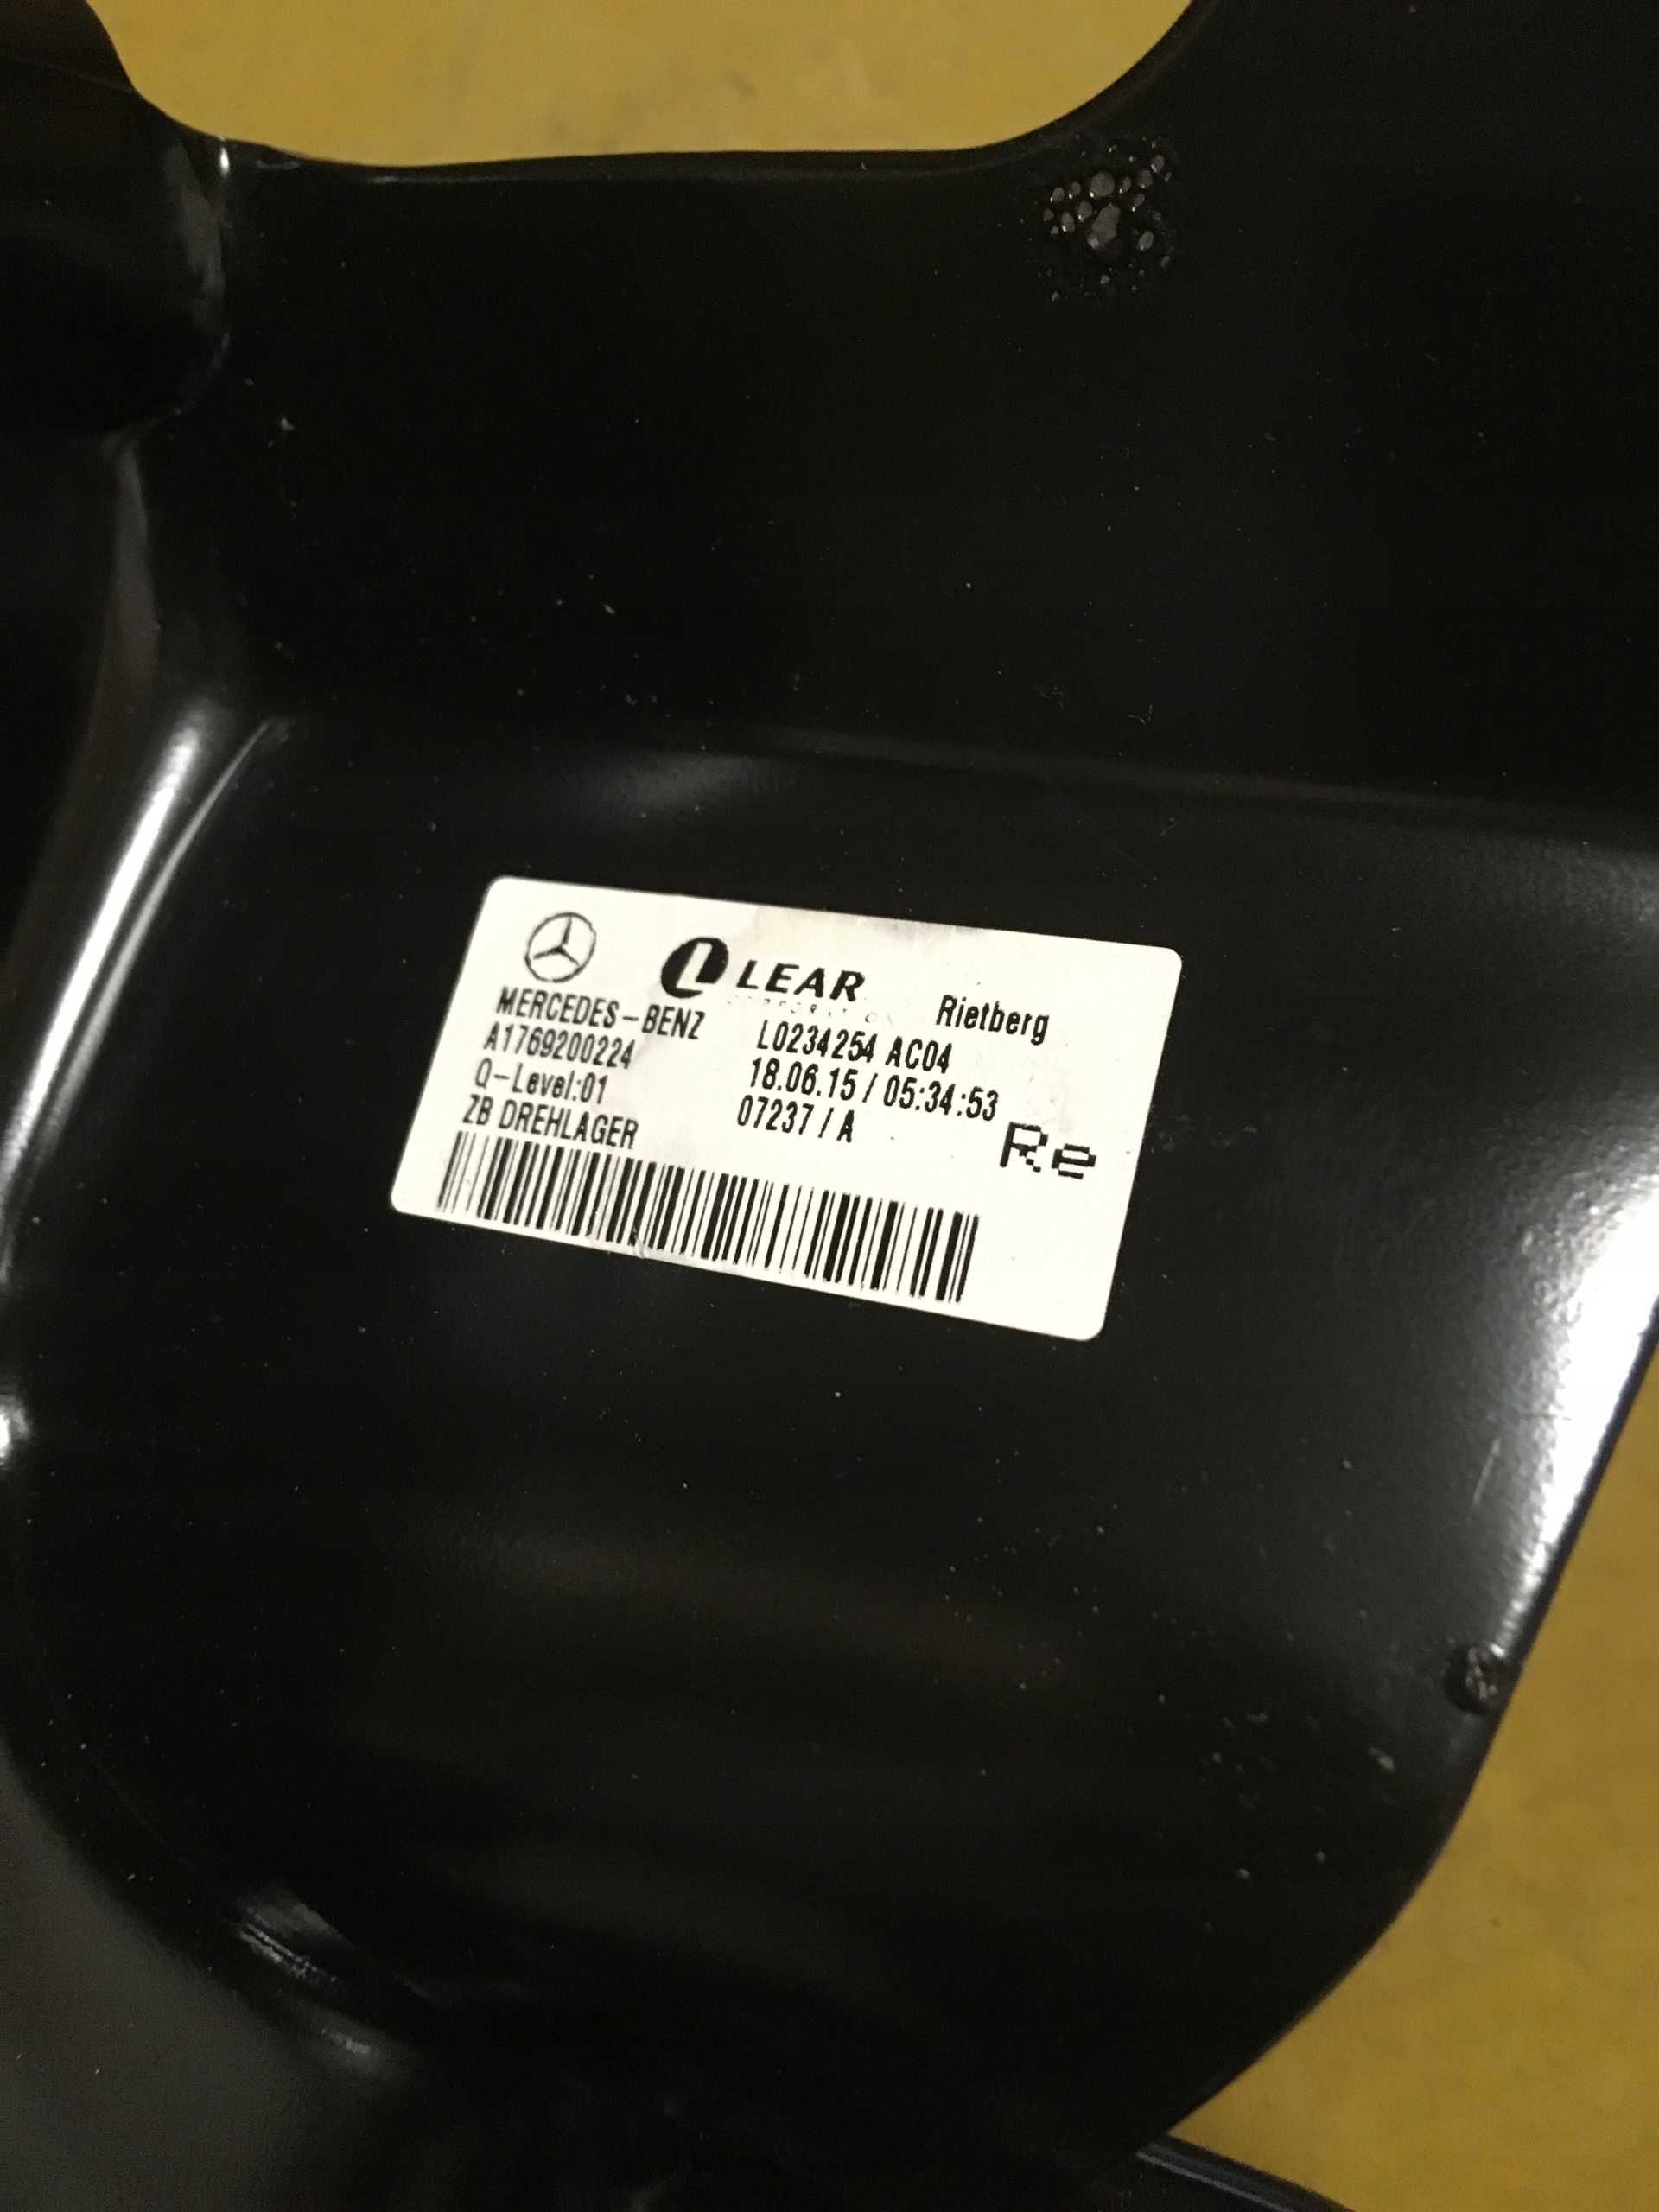 LEAR
CORPORATION
Rietberg
MERCEDES-BENZ
A1769200224
Q-Level:01
ZB DREHLAGER
L0234254 AC04
18.06.15 / 05:34:53
07237 / A
Re